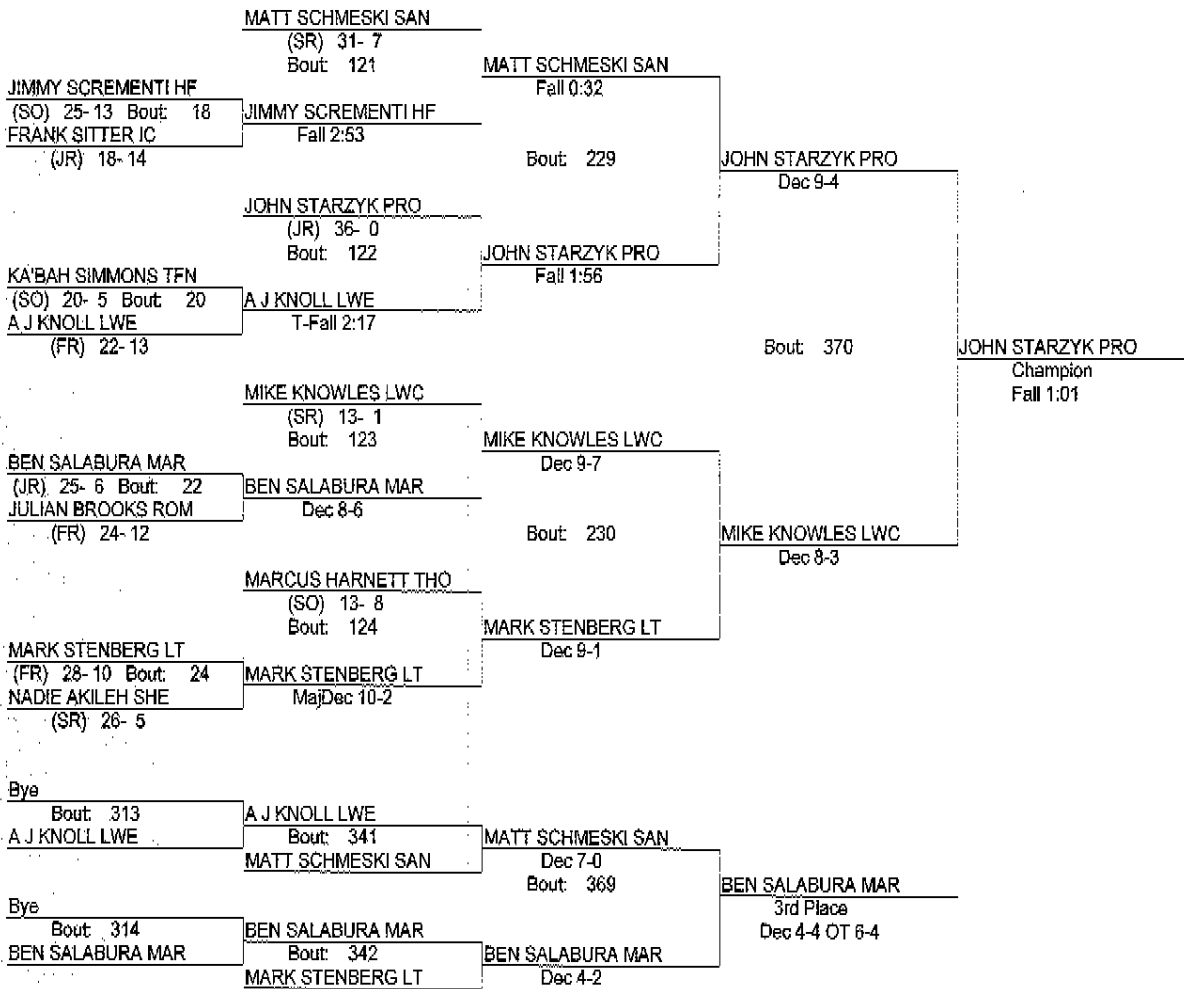 MATT SCHMESKI SAN
(SR) 31- 7
Bout: 121
MATT SCHMESKI SAN
Fall 0:32
JIMMY SCREMENTI HF
(SO) 25- 13 Bout: 18
JIMMY SCREMENTI HF
FRANK SITTER IC
Fall 2:53
(JR) 18- 14
Bout: 229
JOHN STARZYK PRO
Dec 9-4
JOHN STARZYK PRO
(JR) 36- 0
Bout: 122
JOHN STARZYK PRO
Fall 1:56
KA'BAH SIMMONS TFN
(SO) 20- 5 Bout: 20
A J KNOLL LWE
A J KNOLL LWE
T-Fall 2:17
(FR) 22- 13
Bout: 370
JOHN STARZYK PRO
Champion
Fall 1:01
MIKE KNOWLES LWC
(SR) 13- 1
Bout: 123
MIKE KNOWLES LWC
Dec 9-7
BEN SALABURA MAR
(JR) 25- 6 Bout: 22
BEN SALABURA MAR
JULIAN BROOKS ROM
Dec 8-6
(FR) 24- 12
Bout: 230
MIKE KNOWLES LWC
Dec 8-3
MARCUS HARNETT THO
(SO) 13- 8
Bout: 124
MARK STENBERG LT
Dec 9-1
MARK STENBERG LT
(FR) 28- 10 Bout: 24
MARK STENBERG LT
NADIE AKILEH SHE
MajDec 10-2
(SR) 26- 5
Bye
Bout: 313
A J KNOLL LWE
A J KNOLL LWE
Bout: 341
MATT SCHMESKI SAN
MATT SCHMESKI SAN
Dec 7-0
Bout: 369
BEN SALABURA MAR
3rd Place
Dec 4-4 OT 6-4
Bye
Bout: 314
BEN SALABURA MAR
BEN SALABURA MAR
Bout: 342
MARK STENBERG LT
BEN SALABURA MAR
Dec 4-2